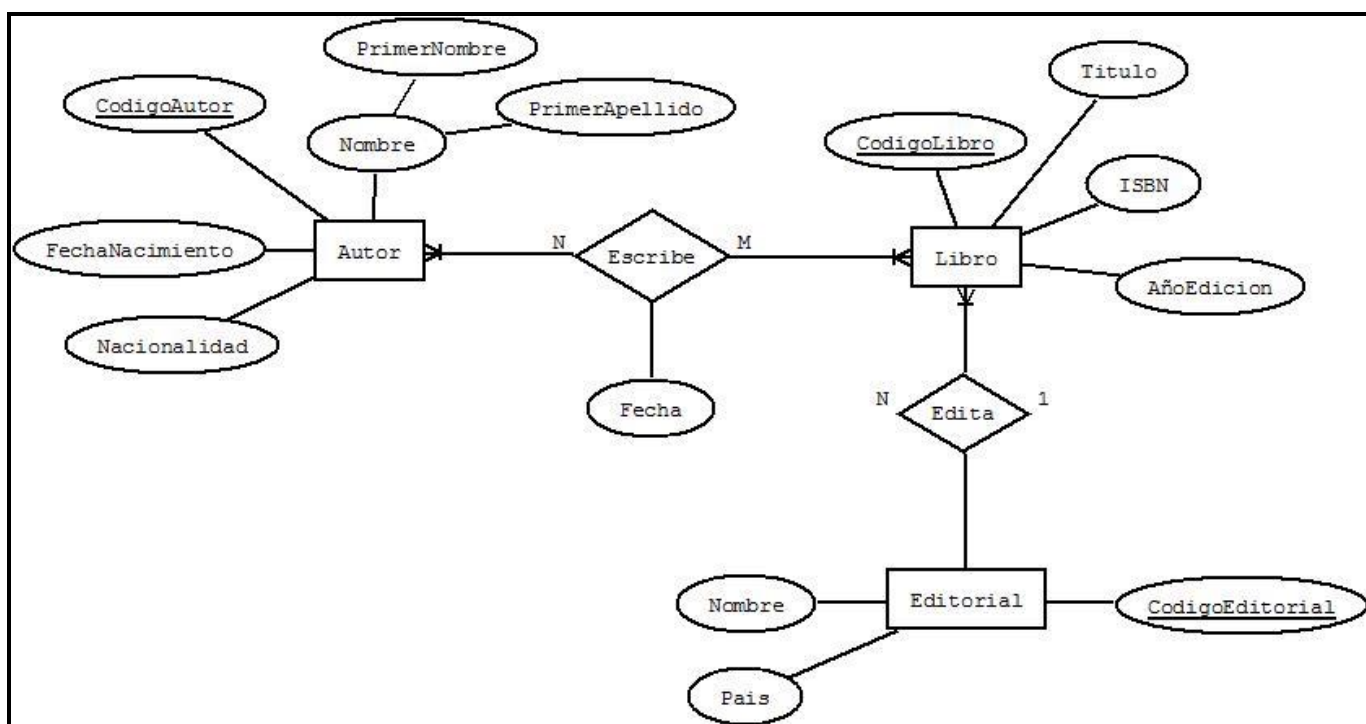 PrimerNombre
Titulo
CodigoAutor
PrimerApellido
Nombre
CodigoLibro
ISBN
FechaNacimiento
Autor
N
Escribe
M
Libro
AñoEdicion
Nacionalidad
Fecha
N
Edita
1
Nombre
Editorial
CodigoEditorial
Pais